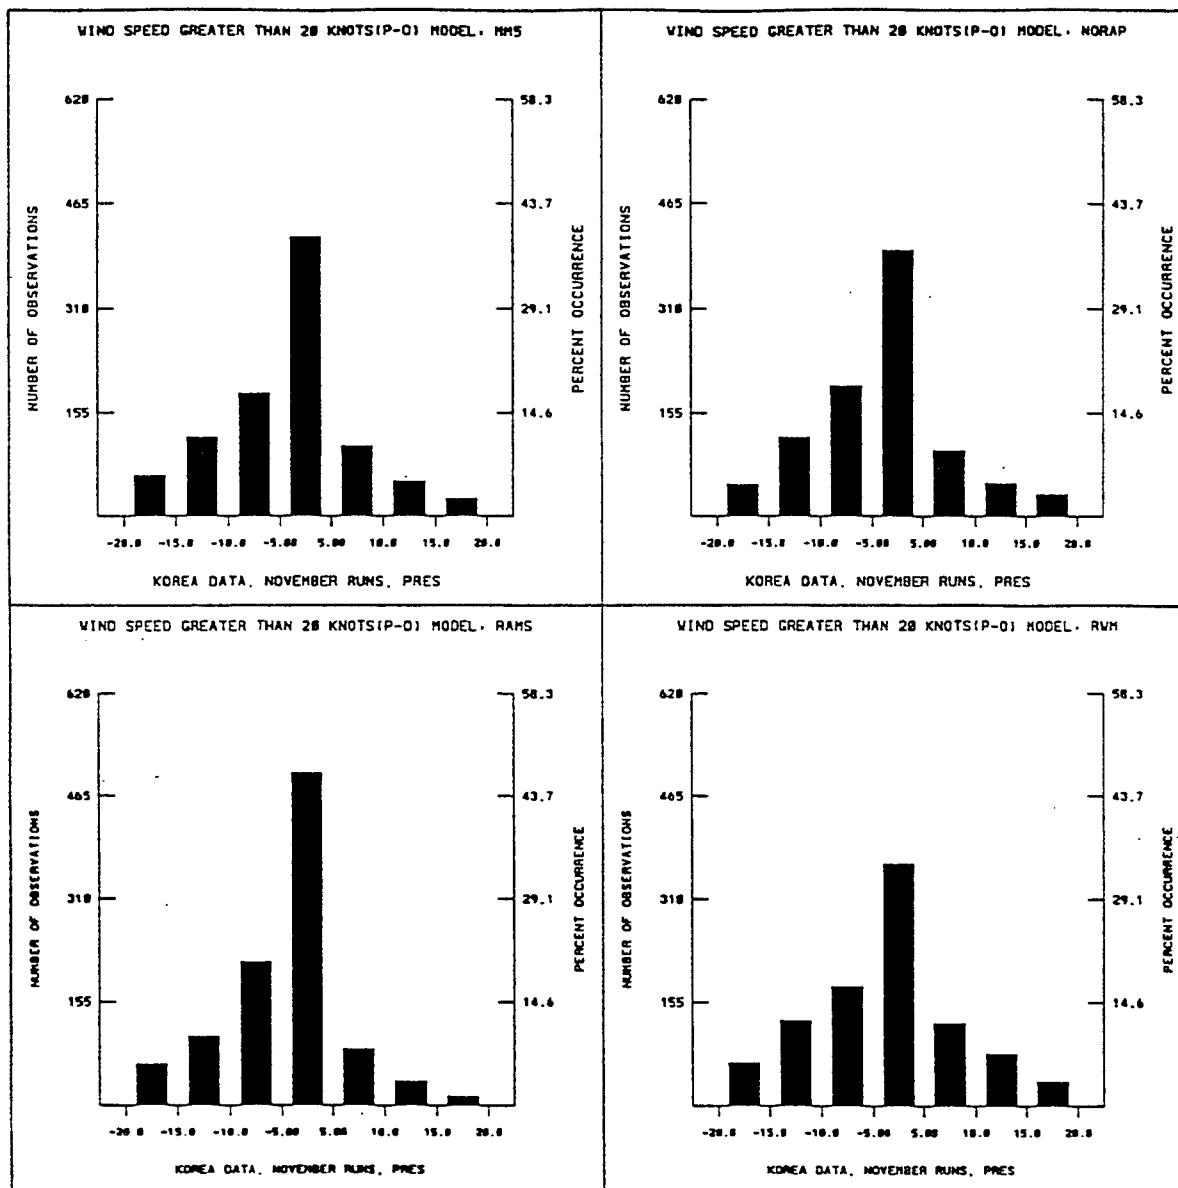 WIND SPEED GREATER THAN 20 KNOTS(P-O) MODEL. MM5
620
465
310
155
58.3
43.7
29.1
14.6
NUMBER OF OBSERVATIONS
PERCENT OCCURRENCE
-20.0 -15.0 -10.0 -5.00 5.00 10.0 15.0 20.0
KOREA DATA. NOVEMBER RUNS. PRES
WIND SPEED GREATER THAN 20 KNOTS(P-O) MODEL. NORAP
620
465
310
155
58.3
43.7
29.1
14.6
NUMBER OF OBSERVATIONS
PERCENT OCCURRENCE
-20.0 -15.0 -10.0 -5.00 5.00 10.0 15.0 20.0
KOREA DATA. NOVEMBER RUNS. PRES
WIND SPEED GREATER THAN 20 KNOTS(P-O) MODEL. RAMS
620
465
310
155
58.3
43.7
29.1
14.6
NUMBER OF OBSERVATIONS
PERCENT OCCURRENCE
-20.0 -15.0 -10.0 -5.00 5.00 10.0 15.0 20.0
KOREA DATA. NOVEMBER RUNS. PRES
WIND SPEED GREATER THAN 20 KNOTS(P-O) MODEL. RWM
620
465
310
155
58.3
43.7
29.1
14.6
NUMBER OF OBSERVATIONS
PERCENT OCCURRENCE
-20.0 -15.0 -10.0 -5.00 5.00 10.0 15.0 20.0
KOREA DATA. NOVEMBER RUNS. PRES